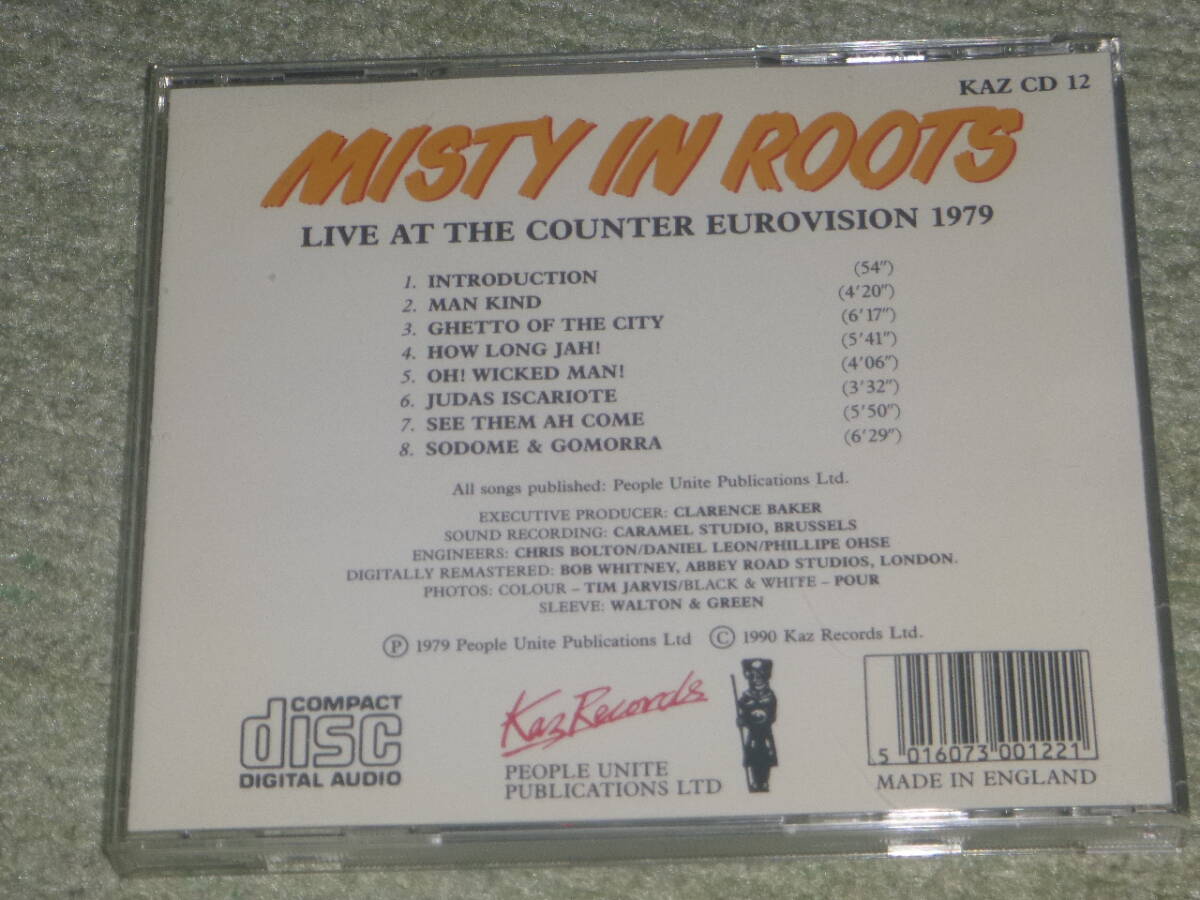 KAZ CD 12
MISTY IN ROOTS
LIVE AT THE COUNTER EUROVISION 1979
1. INTRODUCTION (54")
2. MAN KIND (4'20")
3. GHETTO OF THE CITY (6'17")
4. HOW LONG JAH! (5'41")
5. OH! WICKED MAN! (4'06")
6. JUDAS ISCARIOTE (3'32")
7. SEE THEM AH COME (5'50")
8. SODOME & GOMORRA (6'29")
All songs published: People Unite Publications Ltd.
EXECUTIVE PRODUCER: CLARENCE BAKER
SOUND RECORDING: CARAMEL STUDIO, BRUSSELS
ENGINEERS: CHRIS BOLTON/DANIEL LEON/PHILLIPE OHSE
DIGITALLY REMASTERED: BOB WHITNEY, ABBEY ROAD STUDIOS, LONDON.
PHOTOS: COLOUR – TIM JARVIS/BLACK & WHITE – POUR
SLEEVE: WALTON & GREEN
Ⓟ 1979 People Unite Publications Ltd © 1990 Kaz Records Ltd.
COMPACT
disc
DIGITAL AUDIO
Kaz Records
PEOPLE UNITE
PUBLICATIONS LTD
5 016073 001221
MADE IN ENGLAND